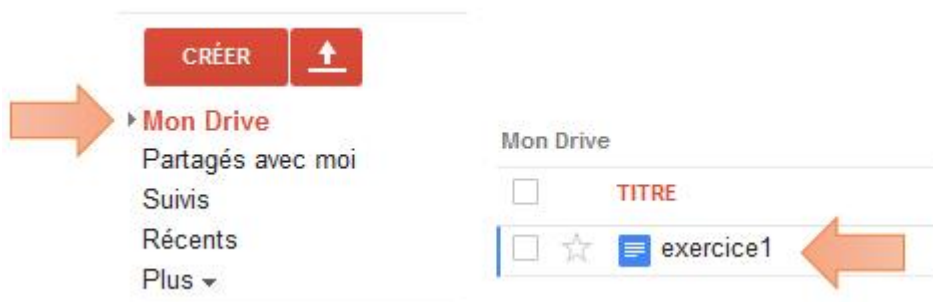 CRÉER
Mon Drive
Partagés avec moi
Suivis
Récents
Plus
Mon Drive
TITRE
exercice1